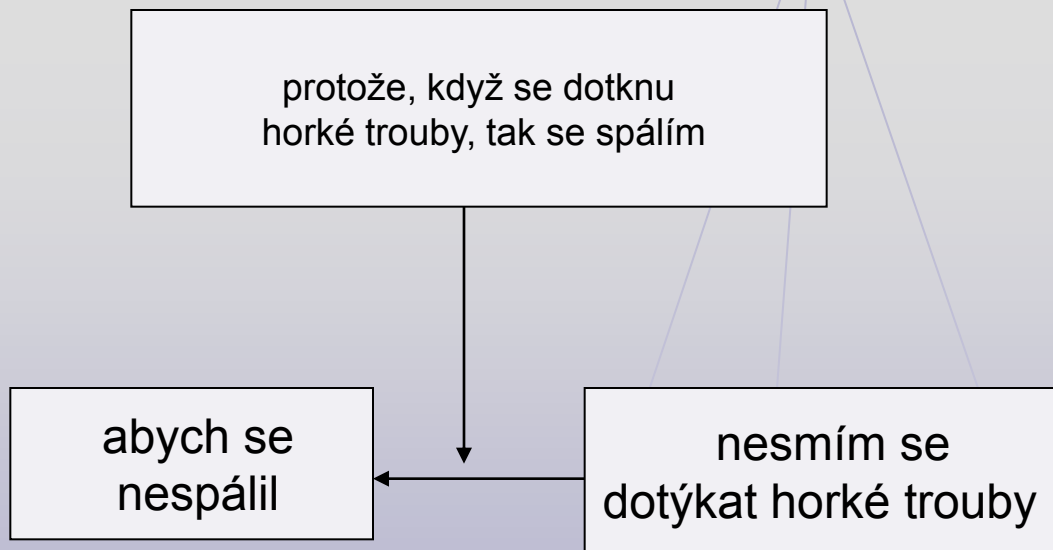 protože, když se dotknu
horké trouby, tak se spálím
abych se
nespálil
nesmím se
dotýkat horké trouby